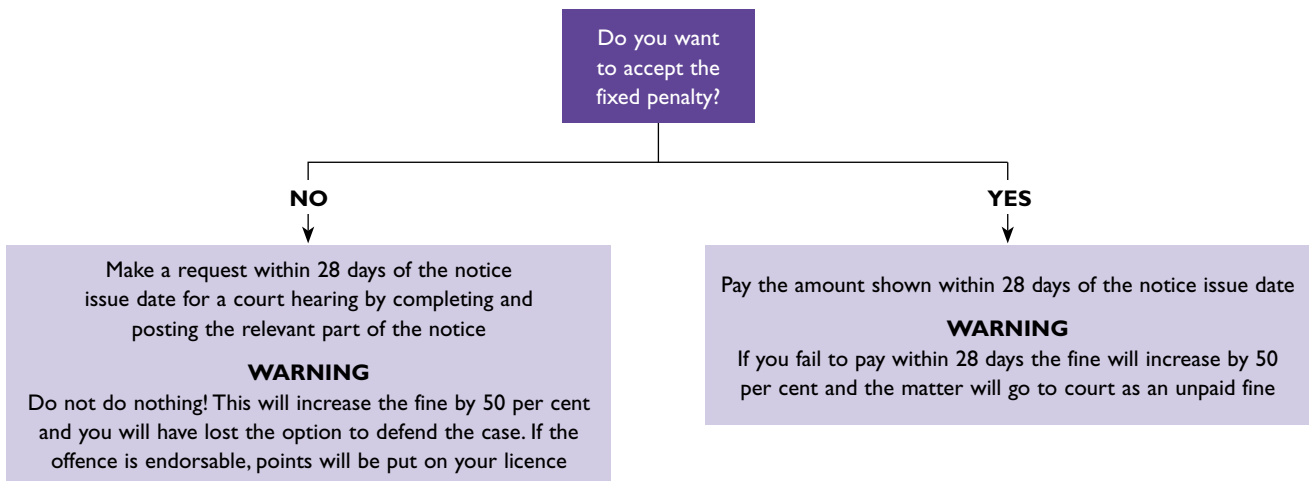 Do you want
to accept the
fixed penalty?
NO
Make a request within 28 days of the notice
issue date for a court hearing by completing and
posting the relevant part of the notice
WARNING
Do not do nothing! This will increase the fine by 50 per cent
and you will have lost the option to defend the case. If the
offence is endorsable, points will be put on your licence
YES
Pay the amount shown within 28 days of the notice issue date
WARNING
If you fail to pay within 28 days the fine will increase by 50
per cent and the matter will go to court as an unpaid fine